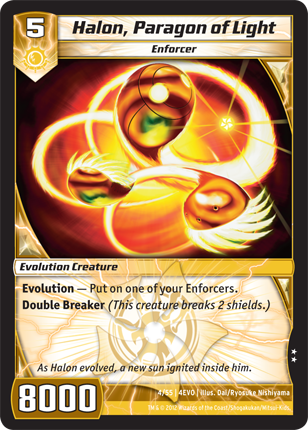 5
Halon, Paragon of Light
Enforcer
Evolution Creature
Evolution — Put on one of your Enforcers.
Double Breaker (This creature breaks 2 shields.)
As Halon evolved, a new sun ignited inside him.
8000
4/55 | 4EVO | Illus. Dai/Ryosuke Nishiyama
TM & © 2012 Wizards of the Coast/Shogakukan/Mitsui-Kids.